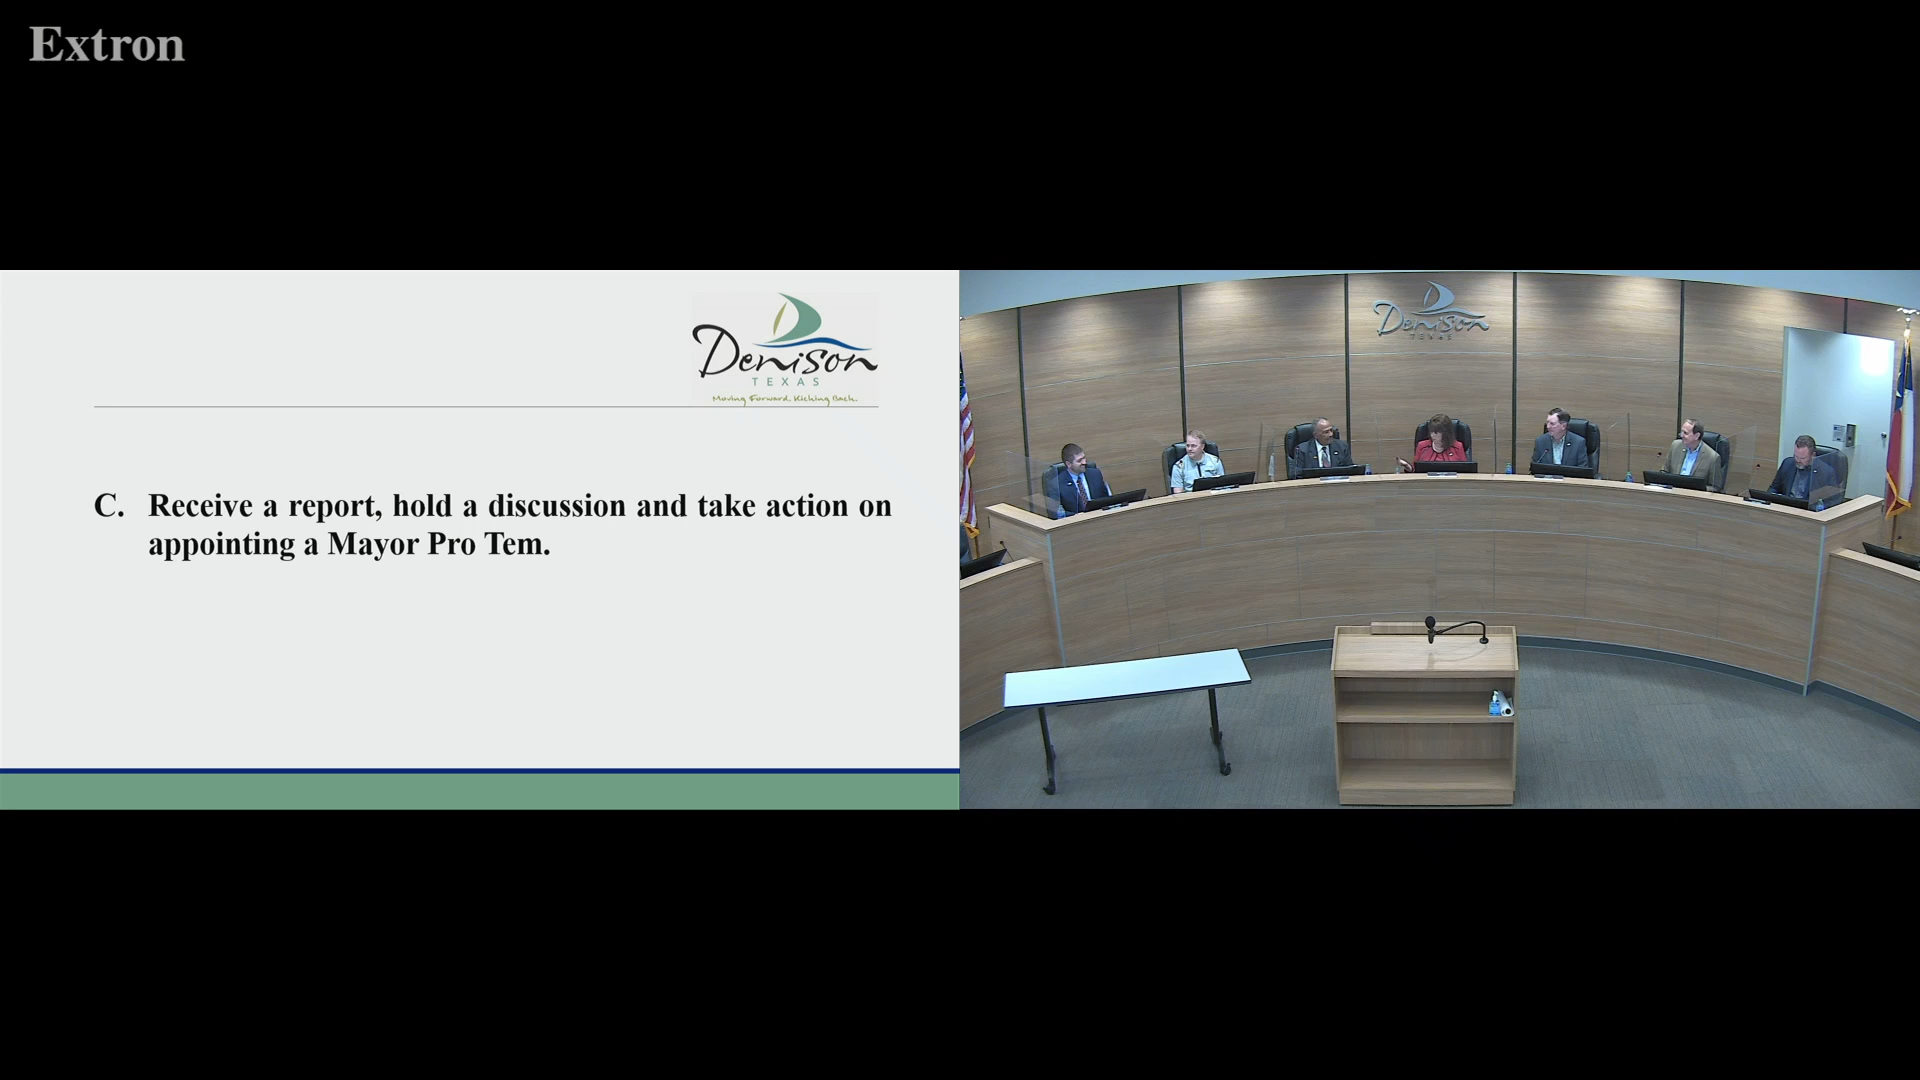 Extron
Denison
TEXAS
Moving Forward. Kicking Back.
C. Receive a report, hold a discussion and take action on
appointing a Mayor Pro Tem.
Denison
TEXAS